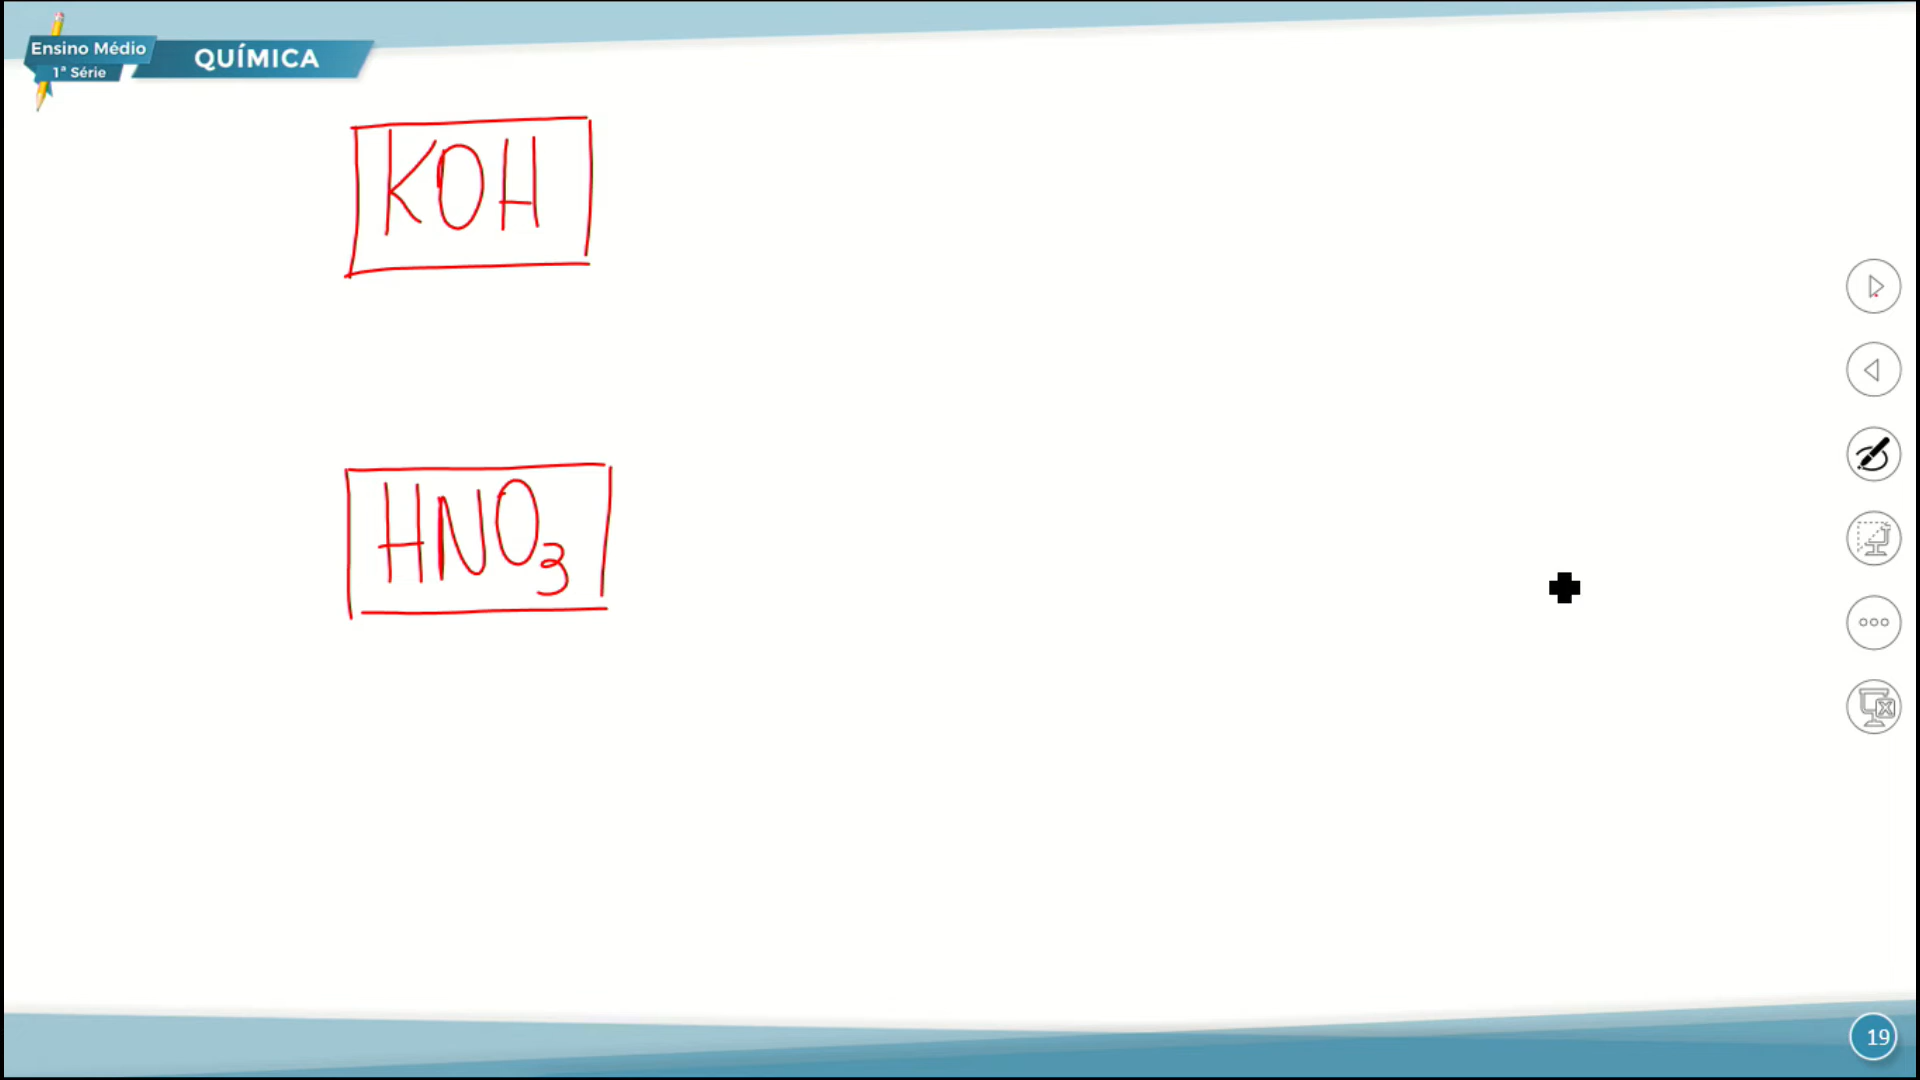 Ensino Médio
1ª Série
QUÍMICA
KOH
HNO₃
19